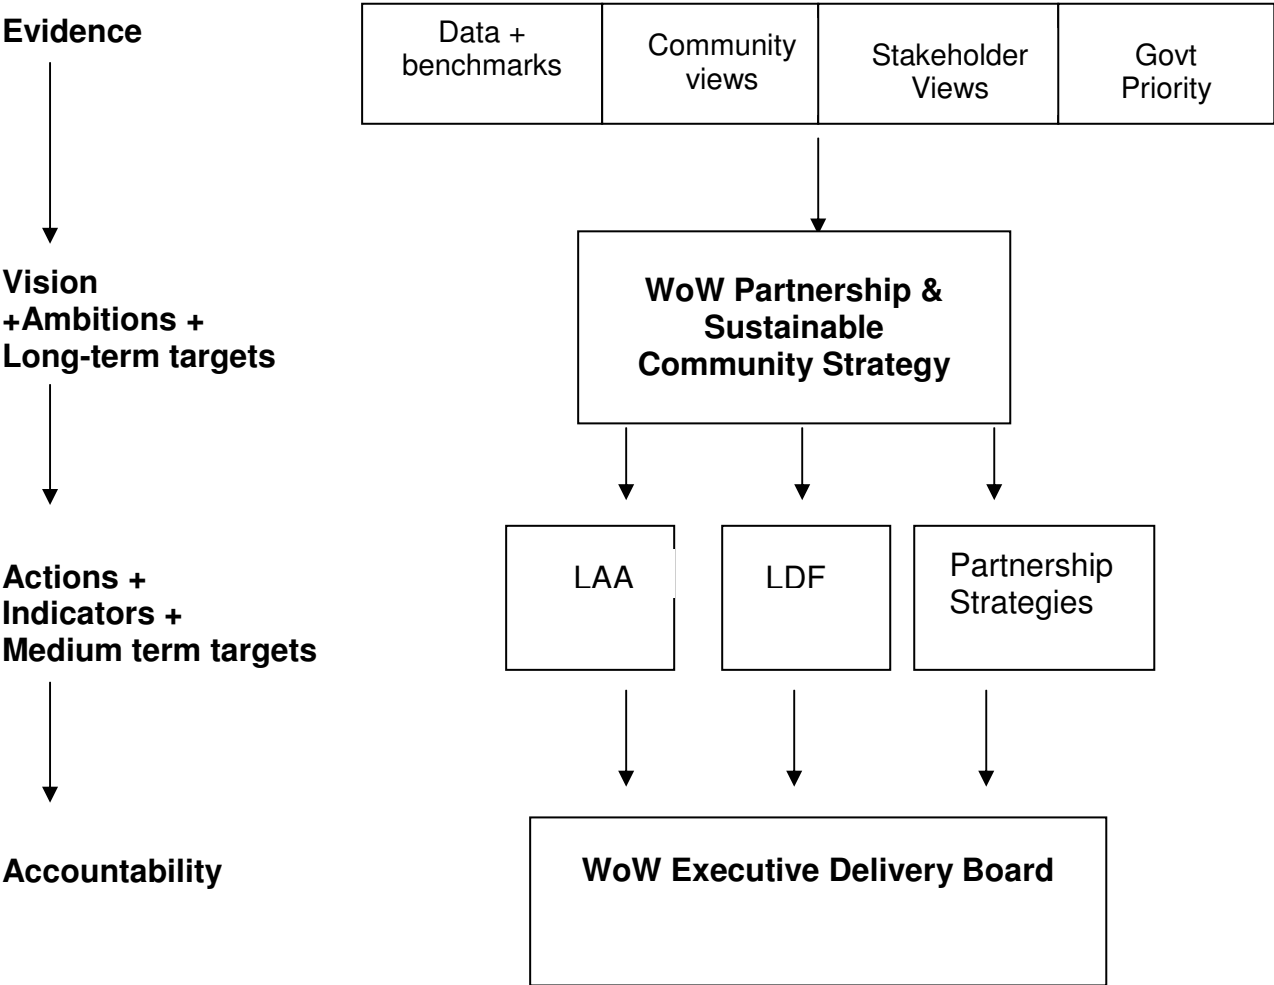 Evidence
Data +
benchmarks
Community
views
Stakeholder
Views
Govt
Priority
Vision
+Ambitions +
Long-term targets
WoW Partnership &
Sustainable
Community Strategy
Actions +
Indicators +
Medium term targets
LAA
LDF
Partnership
Strategies
Accountability
WoW Executive Delivery Board